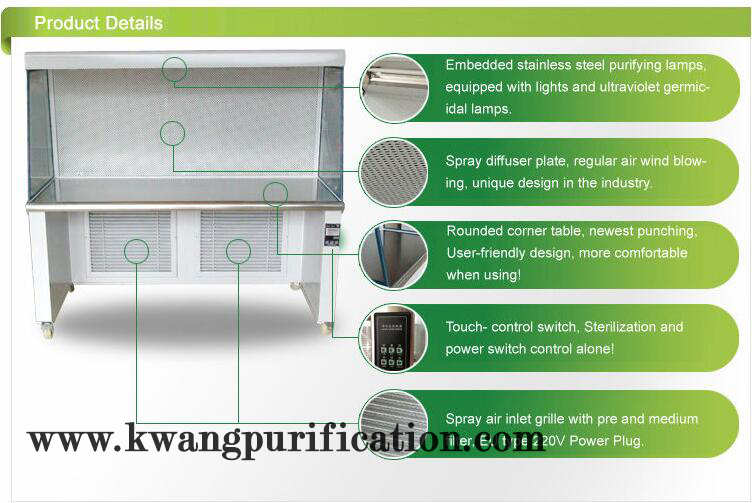 Product Details
Embedded stainless steel purifying lamps,
equipped with lights and ultraviolet germic-
idal lamps.
Spray diffuser plate, regular air wind blow-
ing, unique design in the industry.
Rounded corner table, newest punching,
User-friendly design, more comfortable
when using!
Touch- control switch, Sterilization and
power switch control alone!
Spray air inlet grille with pre and medium
filter, EU type 220V Power Plug.
www.kwangpurification.com